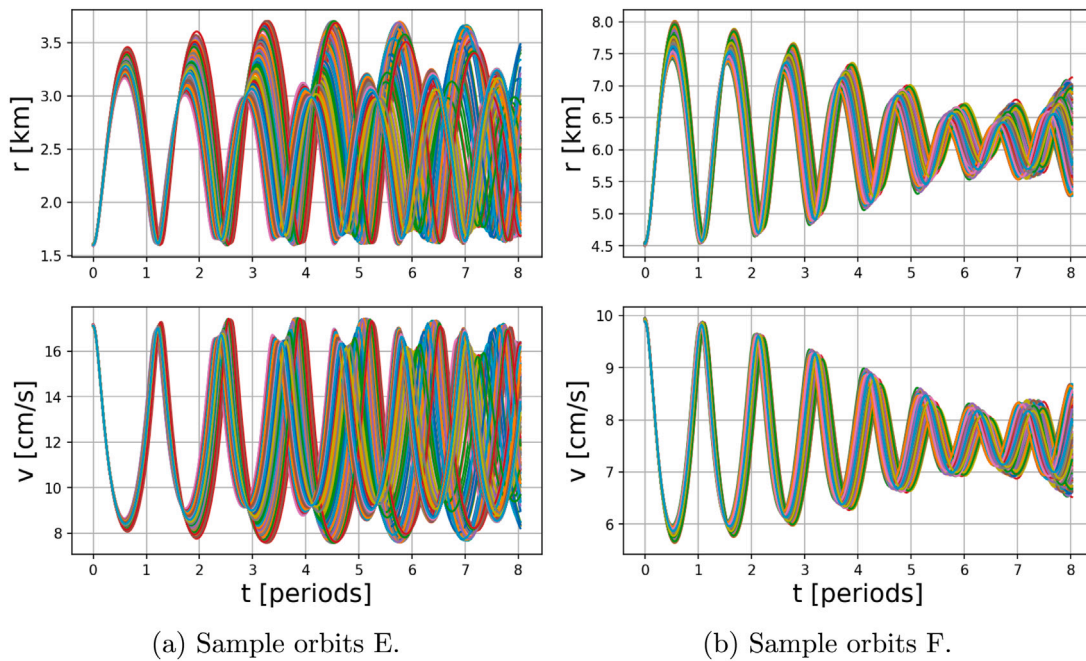 r [km]
3.5
3.0
2.5
2.0
1.5
0 1 2 3 4 5 6 7 8
r [km]
8.0
7.5
7.0
6.5
6.0
5.5
5.0
4.5
0 1 2 3 4 5 6 7 8
v [cm/s]
16
14
12
10
8
0 1 2 3 4 5 6 7 8
t [periods]
v [cm/s]
10
9
8
7
6
0 1 2 3 4 5 6 7 8
t [periods]
(a) Sample orbits E.
(b) Sample orbits F.